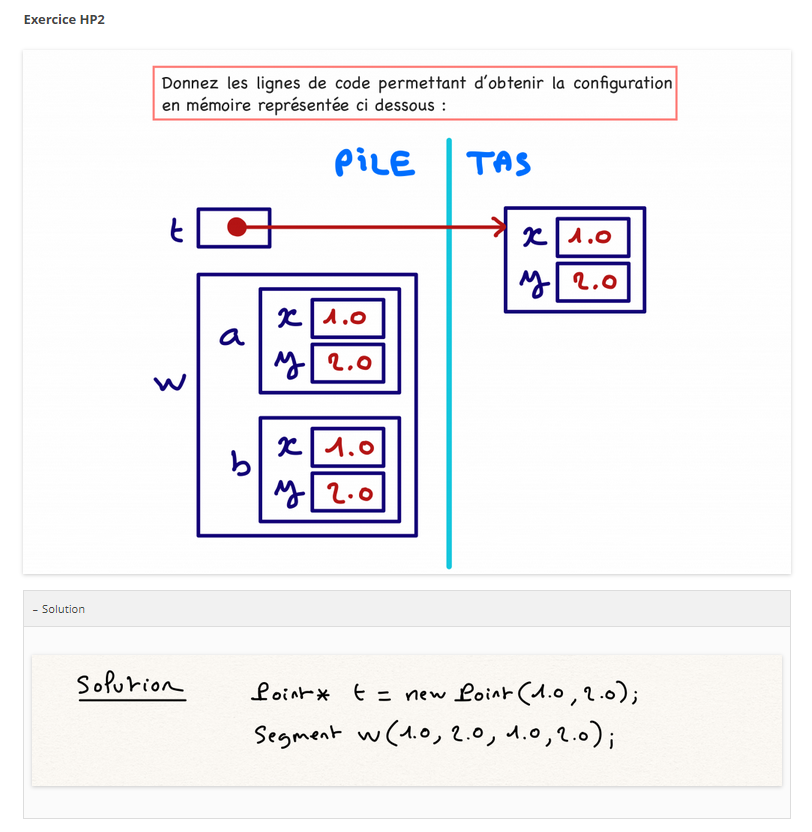 Exercice HP2
Donnez les lignes de code permettant d'obtenir la configuration
en mémoire représentée ci dessous :
PiLE TAS
t
x 1.0
y 2.0
w
a
x 1.0
y 2.0
b
x 1.0
y 2.0
– Solution
Solution
Point* t = new Point(1.0, 2.0);
Segment w(1.0, 2.0, 1.0, 2.0);